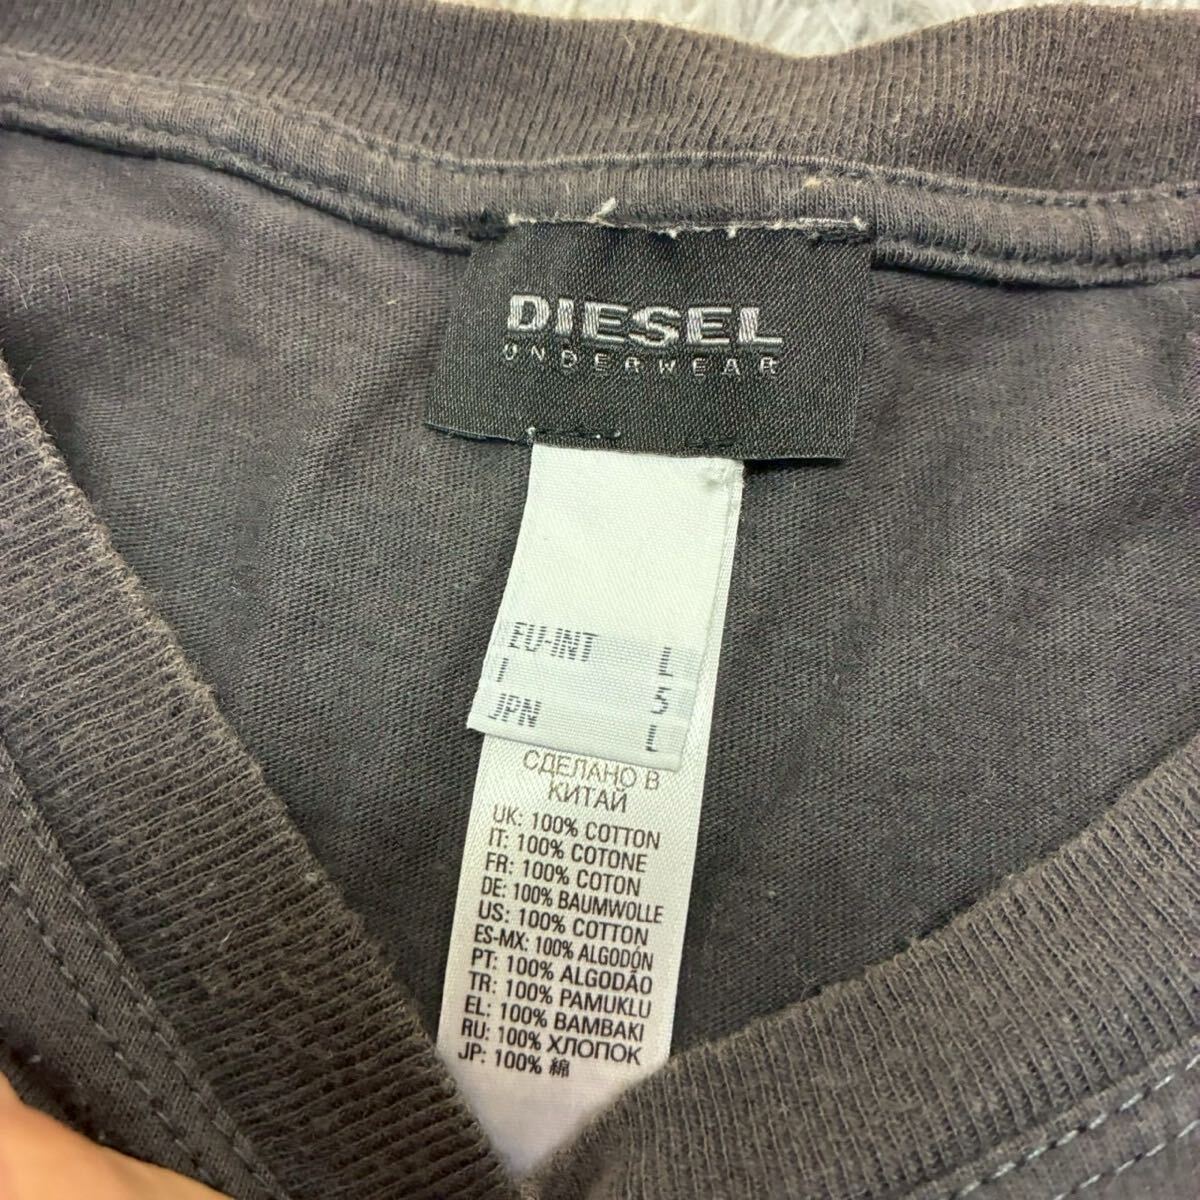 DIESEL
UNDERWEAR
EU-INT L
I
JPN L
СДЕЛАНО В
КИТАЙ
UK: 100% COTTON
IT: 100% COTONE
FR: 100% COTON
DE: 100% BAUMWOLLE
US: 100% COTTON
ES-MX: 100% ALGODÓN
PT: 100% ALGODÃO
TR: 100% PAMUKLU
EL: 100% BAMBAKI
RU: 100% ХЛОПОК
JP: 100% 綿